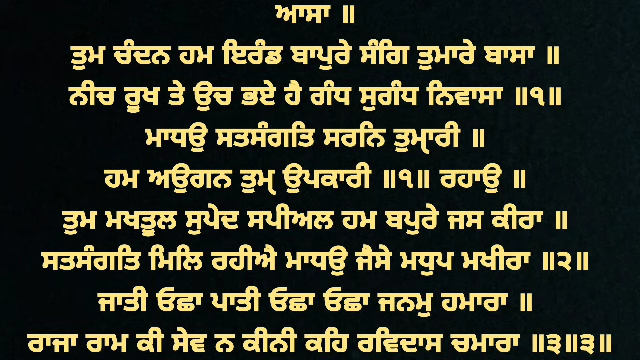 ਆਸਾ ॥
ਤੁਮ ਚੰਦਨ ਹਮ ਇਰੰਡ ਬਾਪੁਰੇ ਸੰਗਿ ਤੁਮਾਰੇ ਬਾਸਾ ॥
ਨੀਚ ਰੂਖ ਤੇ ਊਚ ਭਏ ਹੈ ਗੰਧ ਸੁਗੰਧ ਨਿਵਾਸਾ ॥੧॥
ਮਾਧਉ ਸਤਸੰਗਤਿ ਸਰਨਿ ਤੁਮ੍ਹਾਰੀ ॥
ਹਮ ਅਉਗਨ ਤੁਮ੍ਹ ਉਪਕਾਰੀ ॥੧॥ ਰਹਾਉ ॥
ਤੁਮ ਮਖਤੂਲ ਸੁਪੇਦ ਸਪੀਅਲ ਹਮ ਬਪੁਰੇ ਜਸ ਕੀਰਾ ॥
ਸਤਸੰਗਤਿ ਮਿਲਿ ਰਹੀਐ ਮਾਧਉ ਜੈਸੇ ਮਧੁਪ ਮਖੀਰਾ ॥੨॥
ਜਾਤੀ ਓਛਾ ਪਾਤੀ ਓਛਾ ਓਛਾ ਜਨਮੁ ਹਮਾਰਾ ॥
ਰਾਜਾ ਰਾਮ ਕੀ ਸੇਵ ਨ ਕੀਨੀ ਕਹਿ ਰਵਿਦਾਸ ਚਮਾਰਾ ॥੩॥੩॥